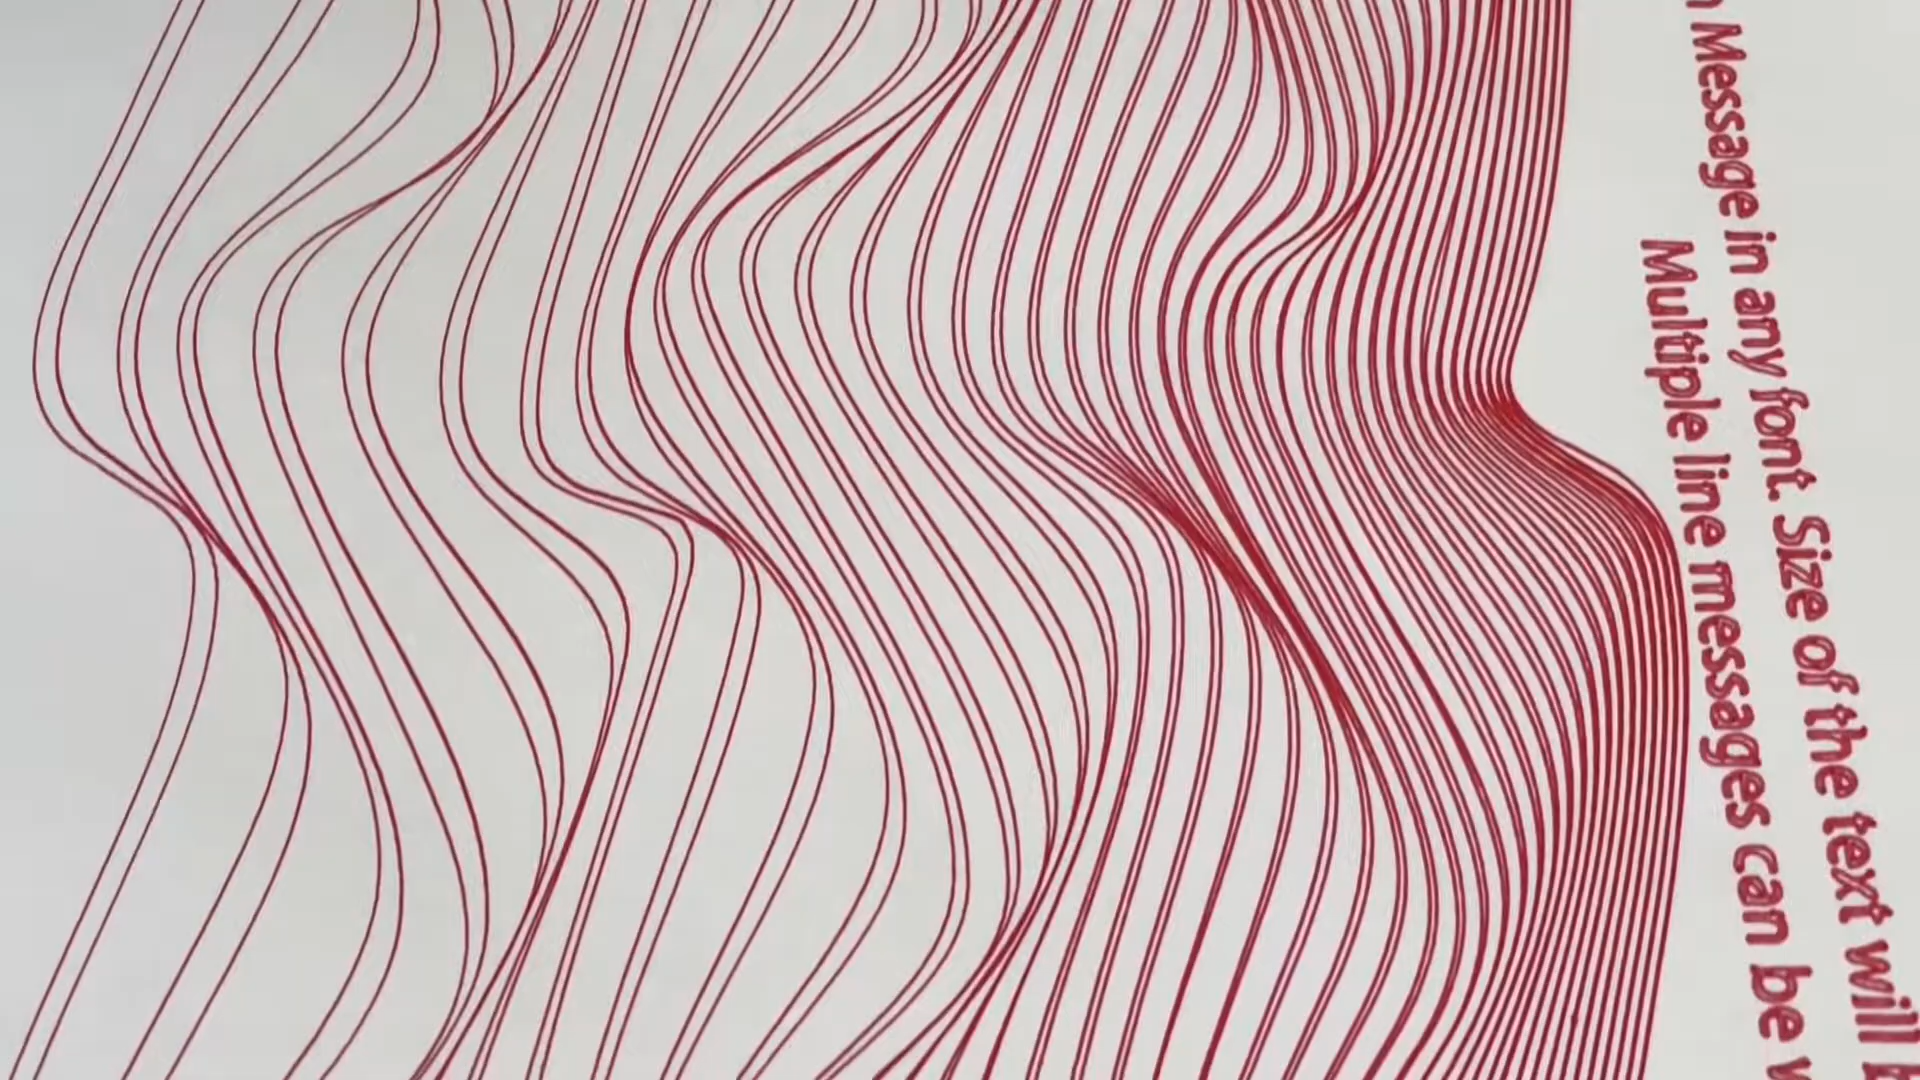 Message in any font. Size of the text will
Multiple line messages can be